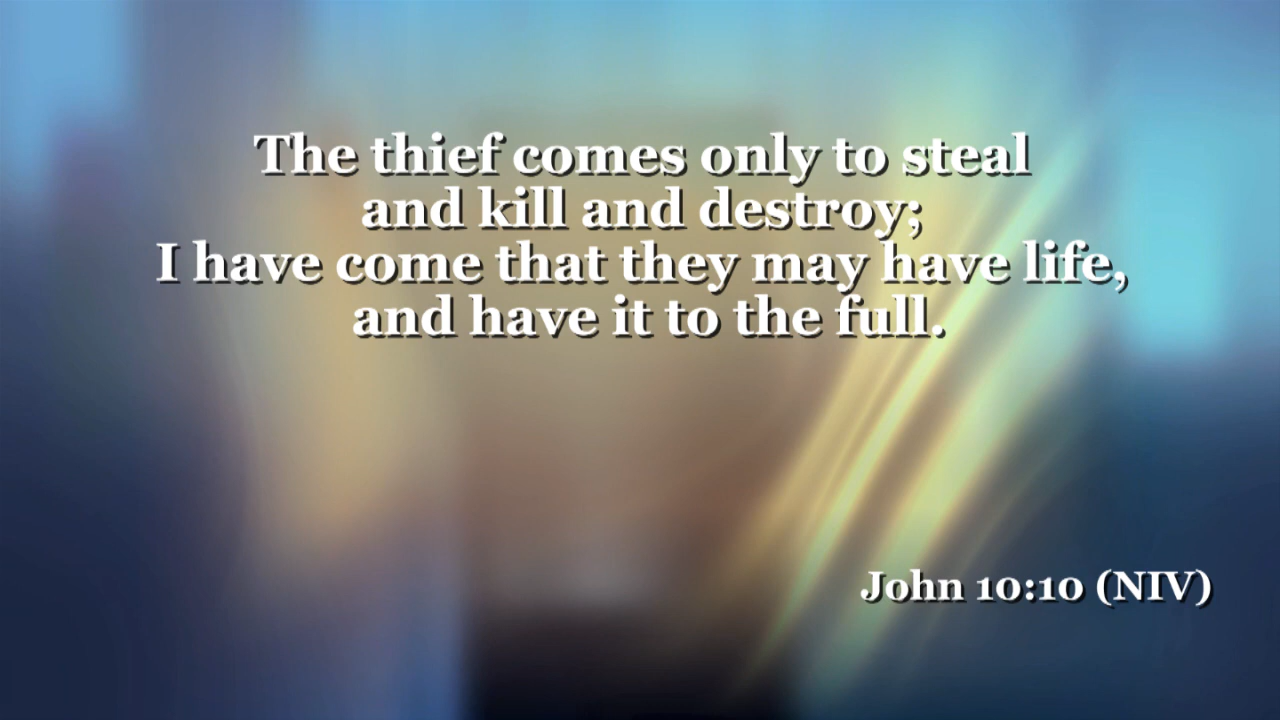 The thief comes only to steal
and kill and destroy;
I have come that they may have life,
and have it to the full.
John 10:10 (NIV)